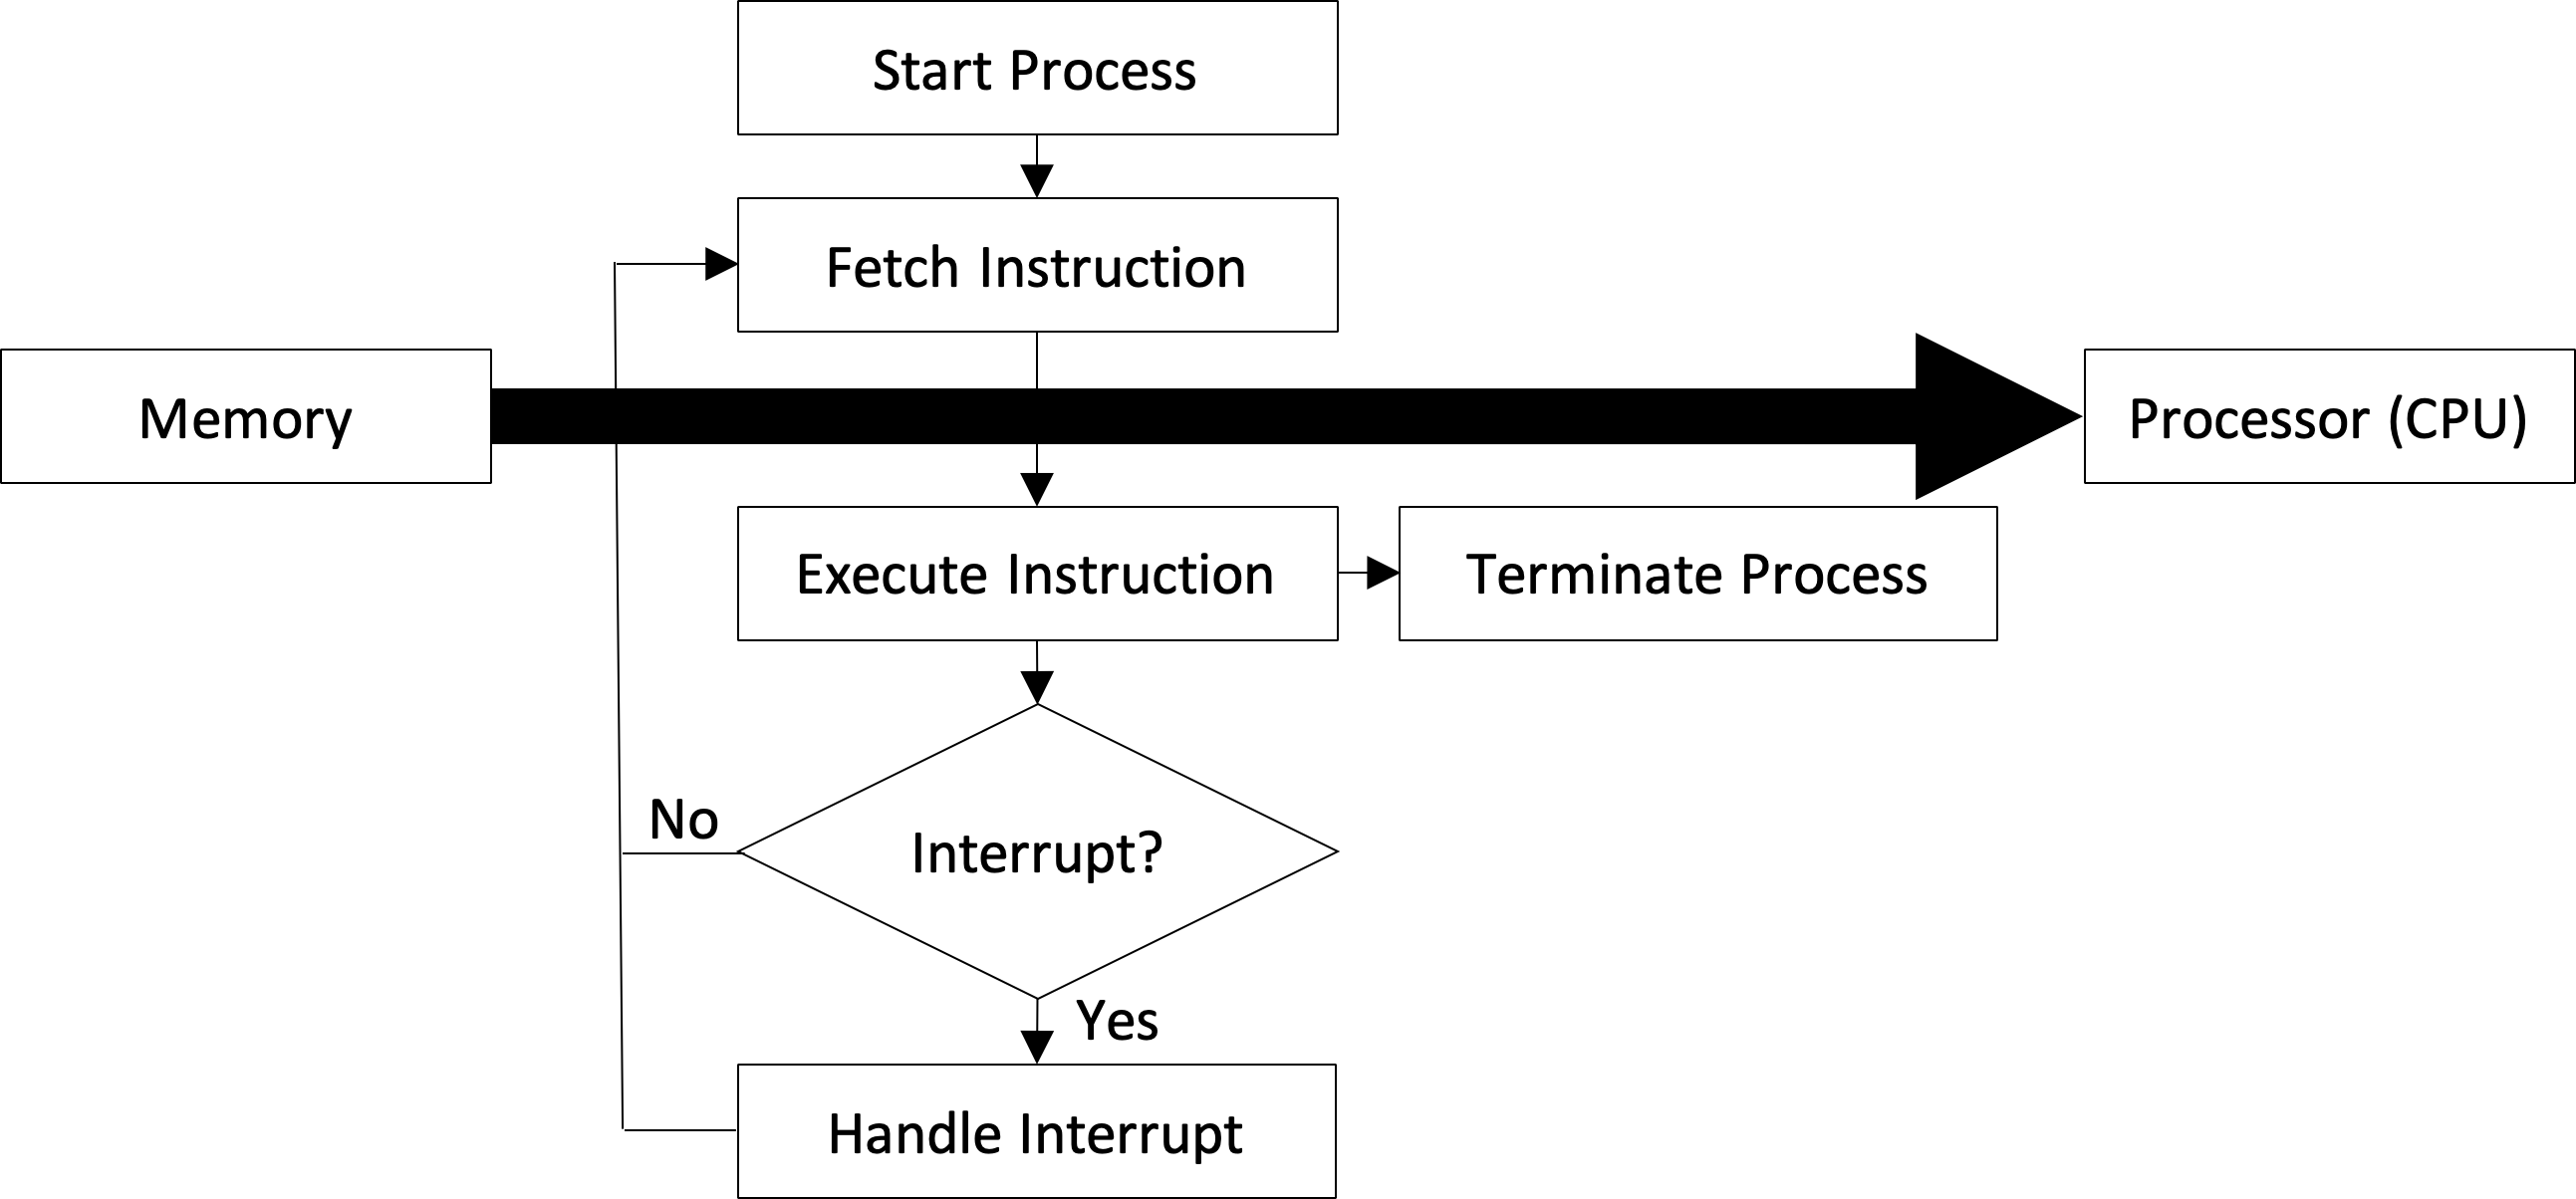 Start Process
Fetch Instruction
Memory
Processor (CPU)
Execute Instruction
Terminate Process
No
Interrupt?
Yes
Handle Interrupt